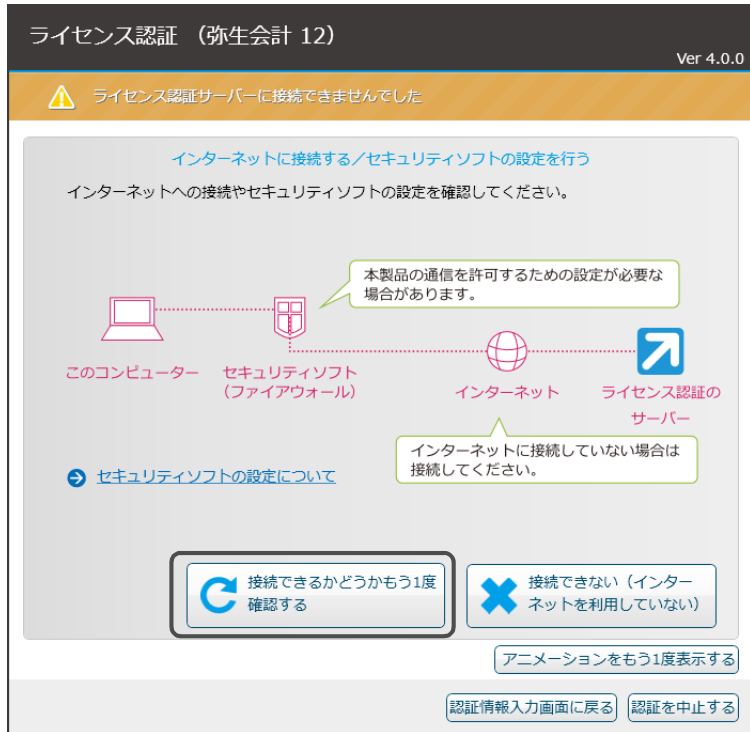 ライセンス認証 （弥生会計 12）
Ver 4.0.0
ライセンス認証サーバーに接続できませんでした
インターネットに接続する／セキュリティソフトの設定を行う
インターネットへの接続やセキュリティソフトの設定を確認してください。
本製品の通信を許可するための設定が必要な
場合があります。
このコンピューター
セキュリティソフト
（ファイアウォール）
インターネット
ライセンス認証の
サーバー
インターネットに接続していない場合は
接続してください。
セキュリティソフトの設定について
接続できるかどうかもう1度
確認する
接続できない（インター
ネットを利用していない）
アニメーションをもう1度表示する
認証情報入力画面に戻る
認証を中止する